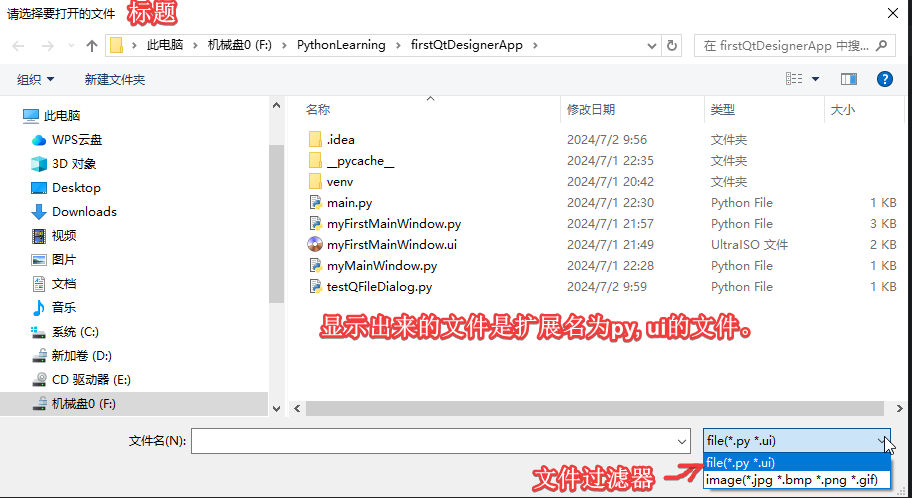 请选择要打开的文件 标题
此电脑 › 机械盘0 (F:) › PythonLearning › firstQtDesignerApp ›
在 firstQtDesignerApp 中搜...
组织 新建文件夹
此电脑
WPS云盘
3D 对象
Desktop
Downloads
视频
图片
文档
音乐
系统 (C:)
新加卷 (D:)
CD 驱动器 (E:)
机械盘0 (F:)
名称 修改日期 类型 大小
.idea 2024/7/2 9:56 文件夹
__pycache__ 2024/7/1 22:35 文件夹
venv 2024/7/1 20:42 文件夹
main.py 2024/7/1 22:30 Python File 1 KB
myFirstMainWindow.py 2024/7/1 21:57 Python File 3 KB
myFirstMainWindow.ui 2024/7/1 21:49 UltraISO 文件 2 KB
myMainWindow.py 2024/7/1 22:28 Python File 1 KB
testQFileDialog.py 2024/7/2 9:59 Python File 1 KB
显示出来的文件是扩展名为py, ui的文件。
文件名(N):
file(*.py *.ui)
file(*.py *.ui)
image(*.jpg *.bmp *.png *.gif)
文件过滤器